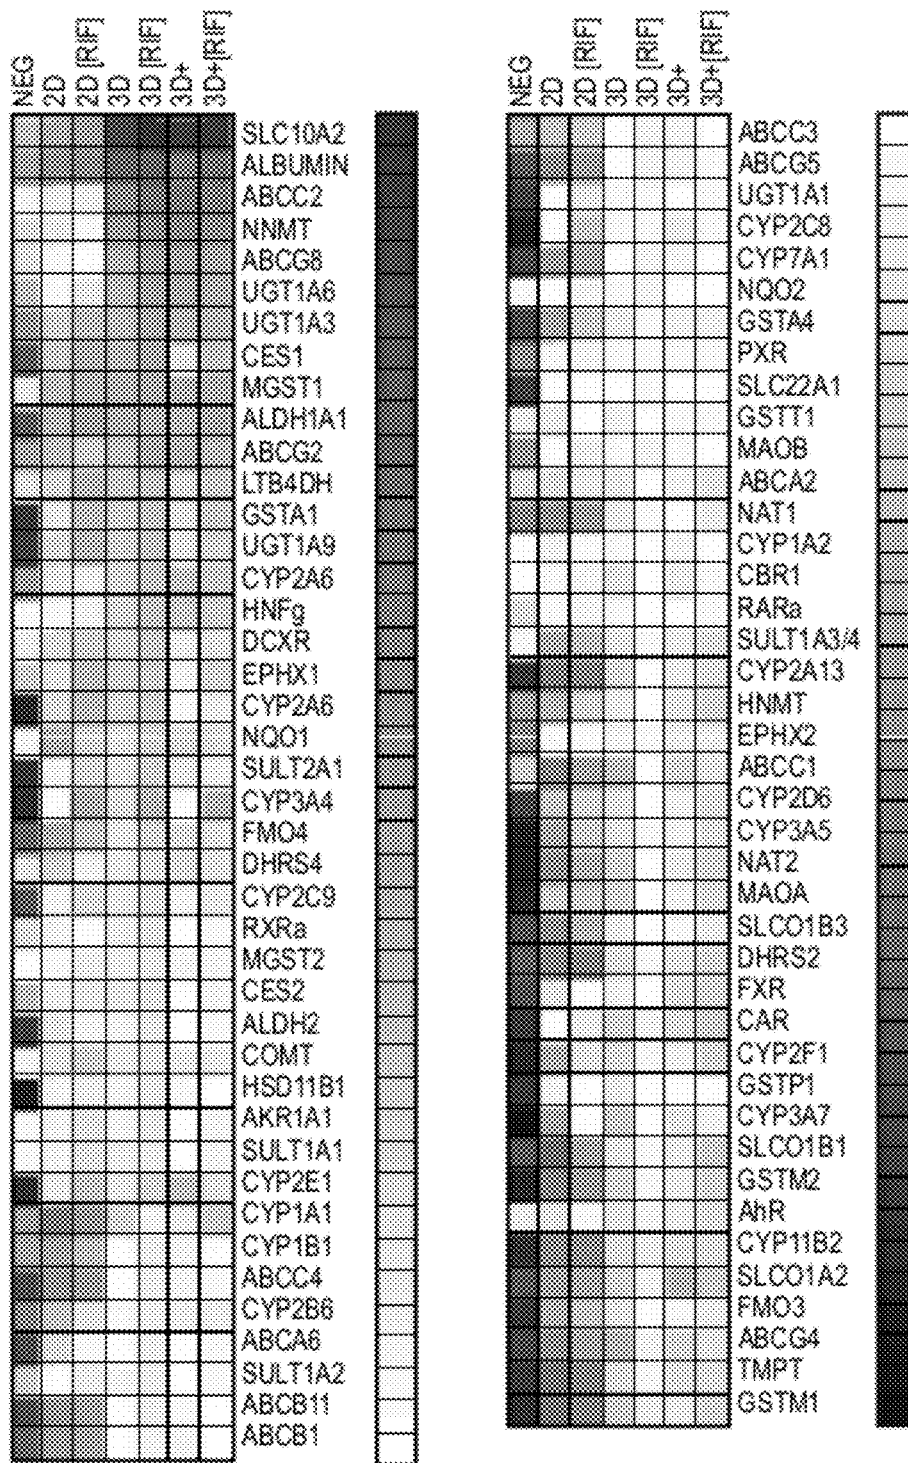 NEG
2D
2D [RIF]
3D
3D [RIF]
3D+
3D+[RIF]
SLC10A2
ALBUMIN
ABCC2
NNMT
ABCG8
UGT1A6
UGT1A3
CES1
MGST1
ALDH1A1
ABCG2
LTB4DH
GSTA1
UGT1A9
CYP2A6
HNFg
DCXR
EPHX1
CYP2A6
NQO1
SULT2A1
CYP3A4
FMO4
DHRS4
CYP2C9
RXRa
MGST2
CES2
ALDH2
COMT
HSD11B1
AKR1A1
SULT1A1
CYP2E1
CYP1A1
CYP1B1
ABCC4
CYP2B6
ABCA6
SULT1A2
ABCB11
ABCB1
NEG
2D
2D [RIF]
3D
3D [RIF]
3D+
3D+[RIF]
ABCC3
ABCG5
UGT1A1
CYP2C8
CYP7A1
NQO2
GSTA4
PXR
SLC22A1
GSTT1
MAOB
ABCA2
NAT1
CYP1A2
CBR1
RARa
SULT1A3/4
CYP2A13
HNMT
EPHX2
ABCC1
CYP2D6
CYP3A5
NAT2
MAOA
SLCO1B3
DHRS2
FXR
CAR
CYP2F1
GSTP1
CYP3A7
SLCO1B1
GSTM2
AhR
CYP11B2
SLCO1A2
FMO3
ABCG4
TMPT
GSTM1